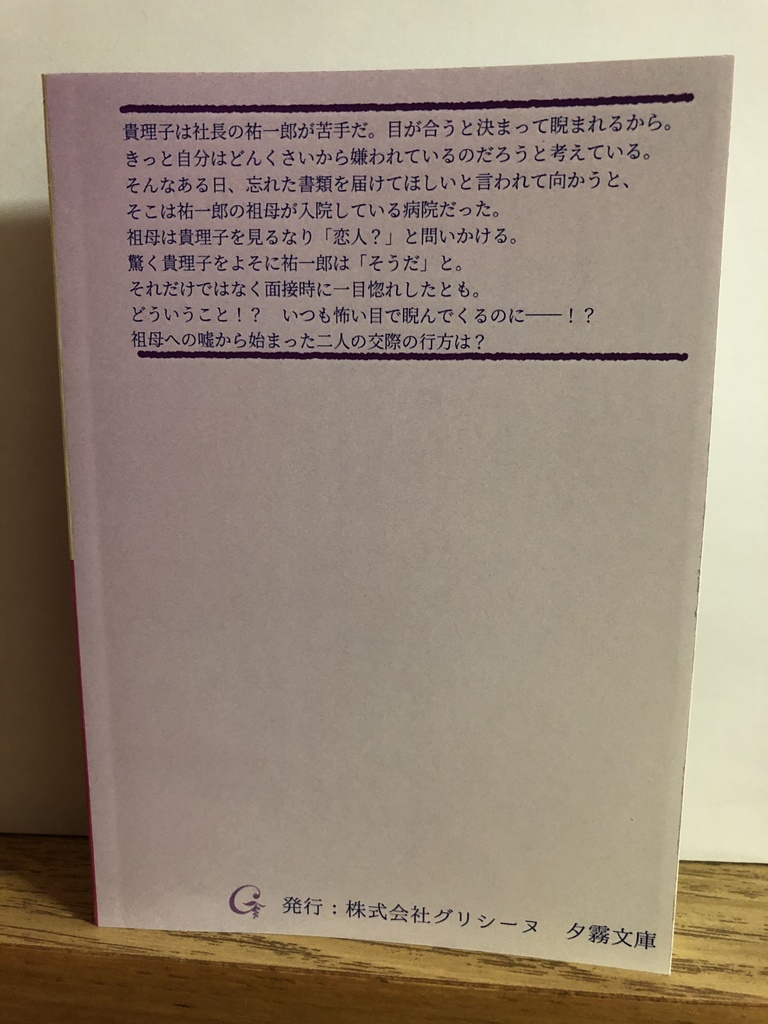 貴理子は社長の祐一郎が苦手だ。目が合うと決まって睨まれるから。
きっと自分はどんくさいから嫌われているのだろうと考えている。
そんなある日、忘れた書類を届けてほしいと言われて向かうと、
そこは祐一郎の祖母が入院している病院だった。
祖母は貴理子を見るなり「恋人？」と問いかける。
驚く貴理子をよそに祐一郎は「そうだ」と。
それだけではなく面接時に一目惚れしたとも。
どういうこと！？　いつも怖い目で睨んでくるのに――！？
祖母への嘘から始まった二人の交際の行方は？
発行：株式会社グリシーヌ　夕霧文庫